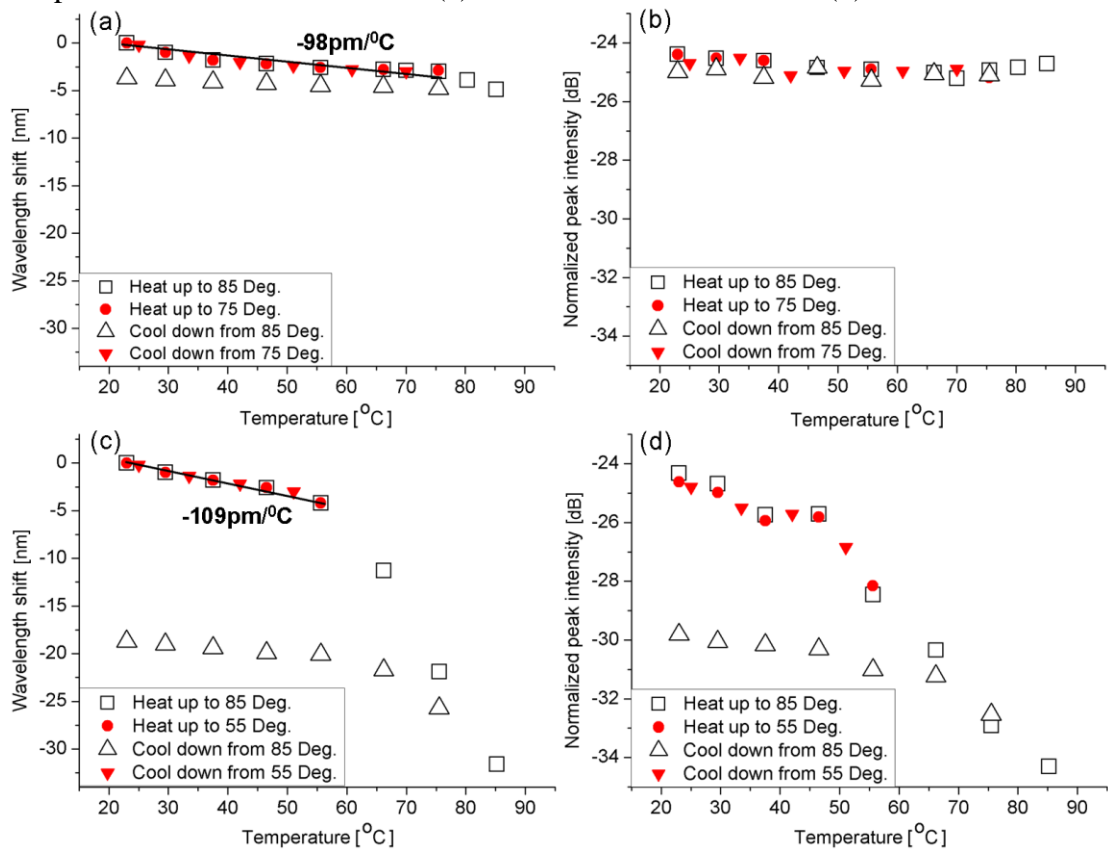 (a)
-98pm/⁰C
Wavelength shift [nm]
0
-5
-10
-15
-20
-25
-30
Heat up to 85 Deg.
Heat up to 75 Deg.
Cool down from 85 Deg.
Cool down from 75 Deg.
20 30 40 50 60 70 80 90
Temperature [°C]
(b)
Normalized peak intensity [dB]
-24
-26
-28
-30
-32
-34
Heat up to 85 Deg.
Heat up to 75 Deg.
Cool down from 85 Deg.
Cool down from 75 Deg.
20 30 40 50 60 70 80 90
Temperature [°C]
(c)
-109pm/⁰C
Wavelength shift [nm]
0
-5
-10
-15
-20
-25
-30
Heat up to 85 Deg.
Heat up to 55 Deg.
Cool down from 85 Deg.
Cool down from 55 Deg.
20 30 40 50 60 70 80 90
Temperature [°C]
(d)
Normalized peak intensity [dB]
-24
-26
-28
-30
-32
-34
Heat up to 85 Deg.
Heat up to 55 Deg.
Cool down from 85 Deg.
Cool down from 55 Deg.
20 30 40 50 60 70 80 90
Temperature [°C]